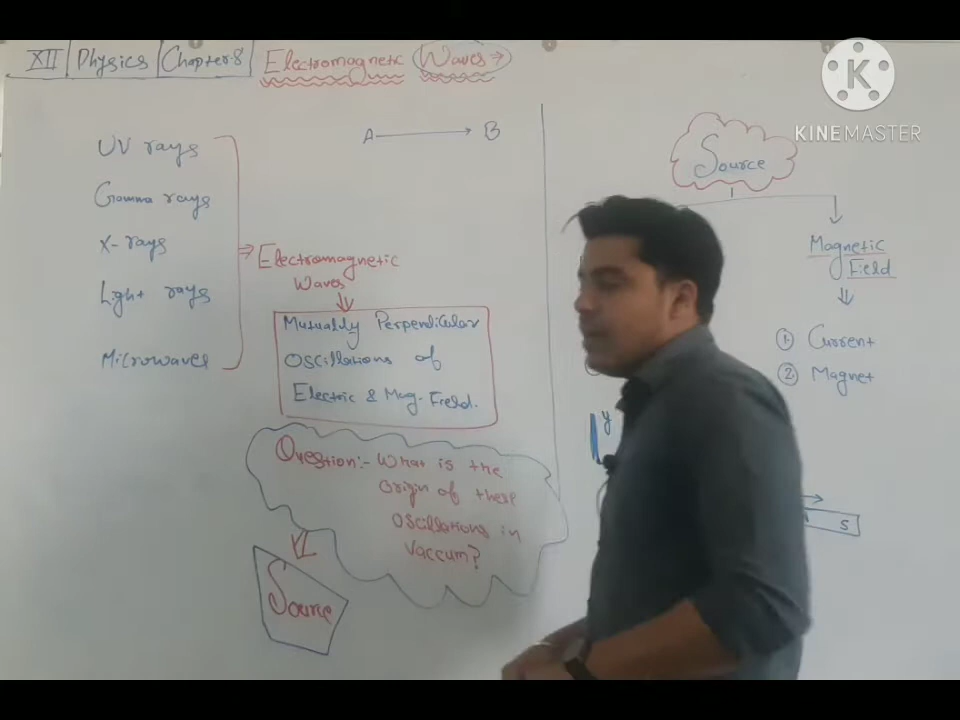 XII Physics Chapter-8 Electromagnetic Waves →
K
KINEMASTER
A → B
UV rays
Gamma rays
X-rays
Light rays
Microwaves
⇒ Electromagnetic
Waves
Mutually Perpendicular
Oscillations of
Electric & Mag. Field.
Question:- What is the
Origin of these
Oscillations in
Vaccum?
Source
Source
Magnetic
Field
① Current
② Magnet
y
S